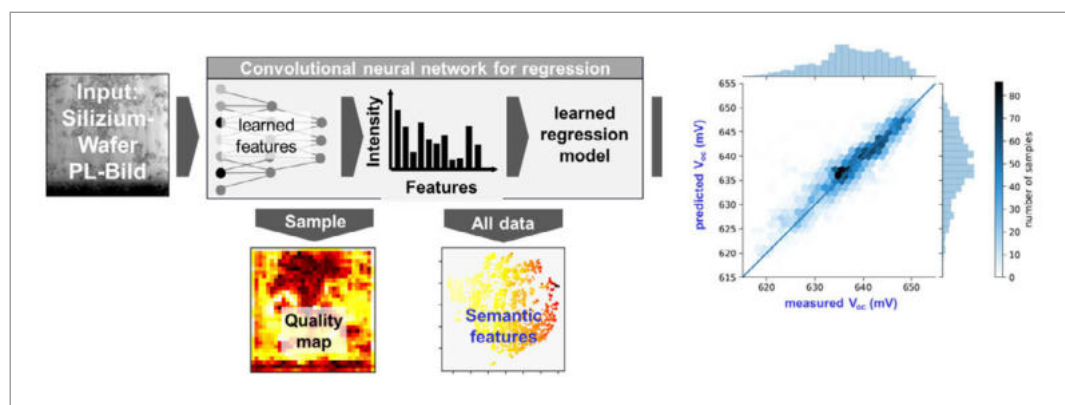 Convolutional neural network for regression
Input:
Silizium-
Wafer
PL-Bild
learned
features
Intensity
Features
learned
regression
model
Sample
All data
Quality
map
Semantic
features
predicted Voc (mV)
655
650
645
640
635
630
625
620
615
620
630
640
650
measured Voc (mV)
80
70
60
50
40
30
20
10
0
number of samples